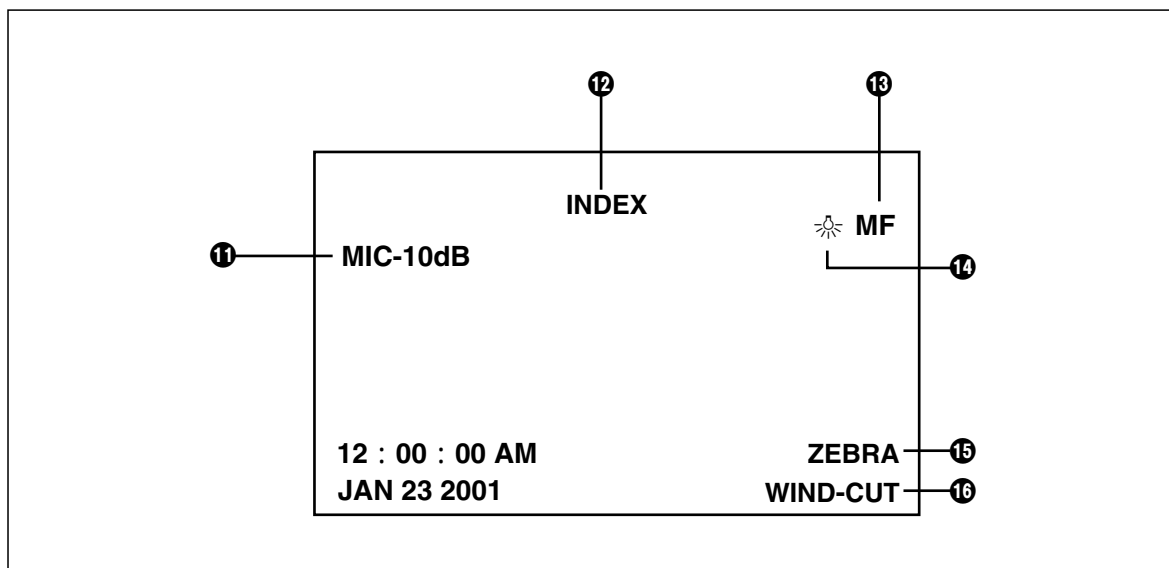 ⓬ ⓭
INDEX
MF
⓫ MIC-10dB
⓮
12 : 00 : 00 AM
ZEBRA ⓯
JAN 23 2001
WIND-CUT ⓰